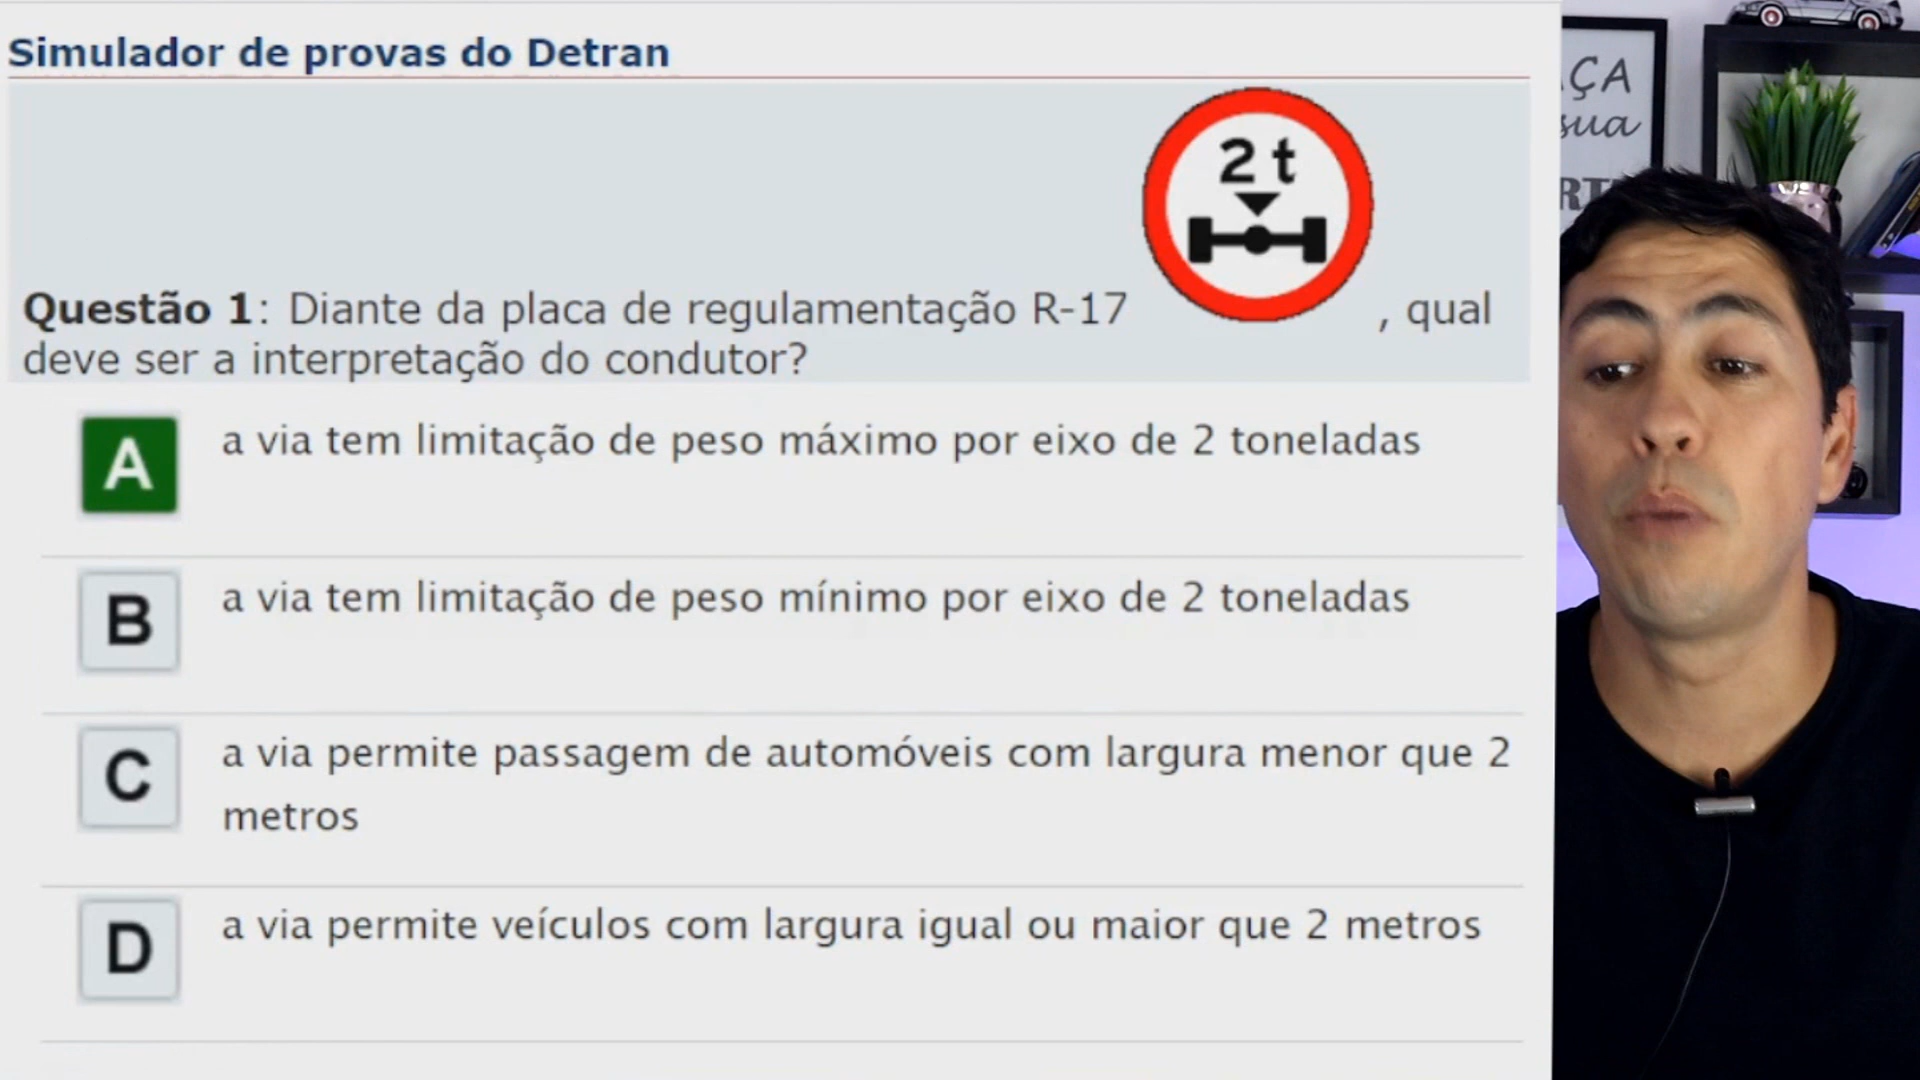 Simulador de provas do Detran
2 t
Questão 1: Diante da placa de regulamentação R-17 , qual
deve ser a interpretação do condutor?
A a via tem limitação de peso máximo por eixo de 2 toneladas
B a via tem limitação de peso mínimo por eixo de 2 toneladas
C a via permite passagem de automóveis com largura menor que 2
metros
D a via permite veículos com largura igual ou maior que 2 metros
sua